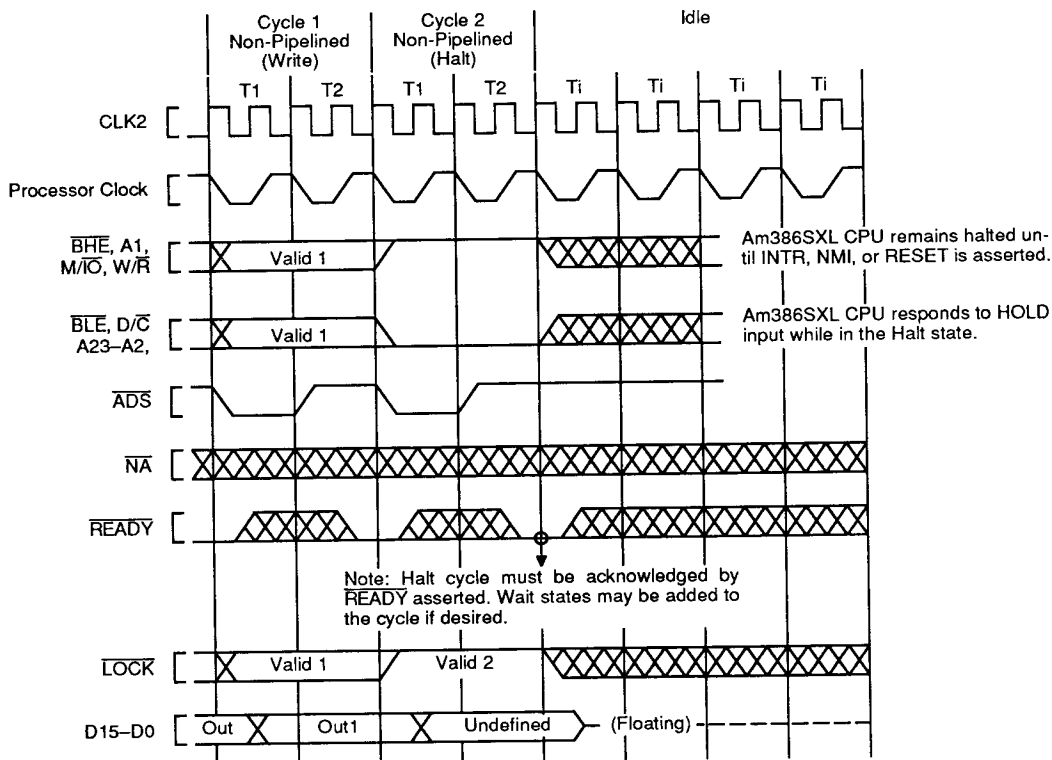 Cycle 1
Non-Pipelined
(Write)
Cycle 2
Non-Pipelined
(Halt)
Idle
T1 T2 T1 T2 Ti Ti Ti Ti
CLK2
Processor Clock
BHE, A1,
M/IO, W/R
Valid 1
Am386SXL CPU remains halted un-
til INTR, NMI, or RESET is asserted.
BLE, D/C
A23–A2,
Valid 1
Am386SXL CPU responds to HOLD
input while in the Halt state.
ADS
NA
READY
Note: Halt cycle must be acknowledged by
READY asserted. Wait states may be added to
the cycle if desired.
LOCK
Valid 1 Valid 2
D15–D0
Out Out1 Undefined (Floating)